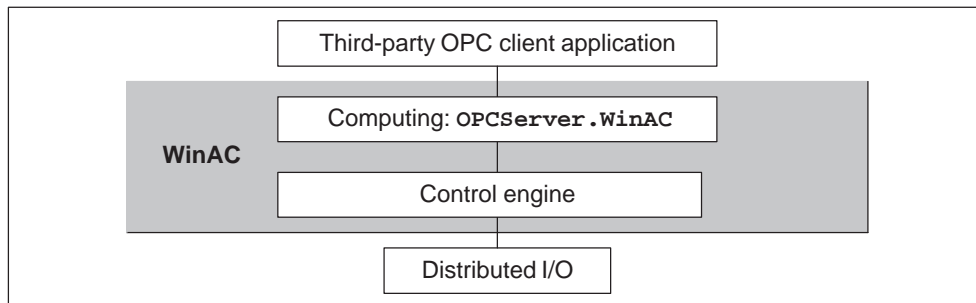 Third-party OPC client application
Computing: OPCServer.WinAC
WinAC
Control engine
Distributed I/O